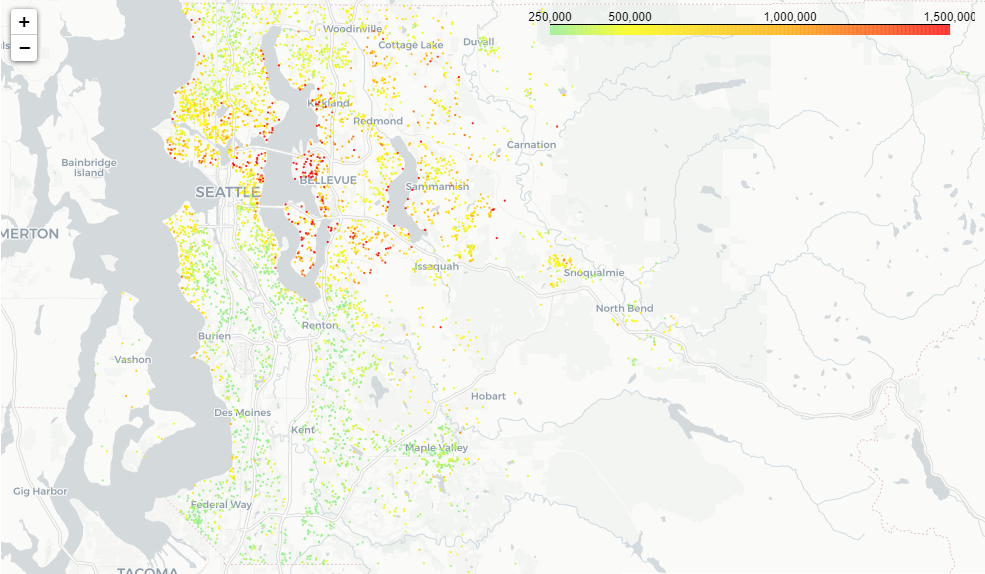 +
−
250,000 500,000 1,000,000 1,500,000
Woodinville
Cottage Lake
Duvall
Kirkland
Redmond
Carnation
Bainbridge
Island
BELLEVUE
SEATTLE
Sammamish
MERTON
Issaquah
Snoqualmie
North Bend
Renton
Burien
Vashon
Hobart
Des Moines
Kent
Maple Valley
Gig Harbor
Federal Way
TACOMA